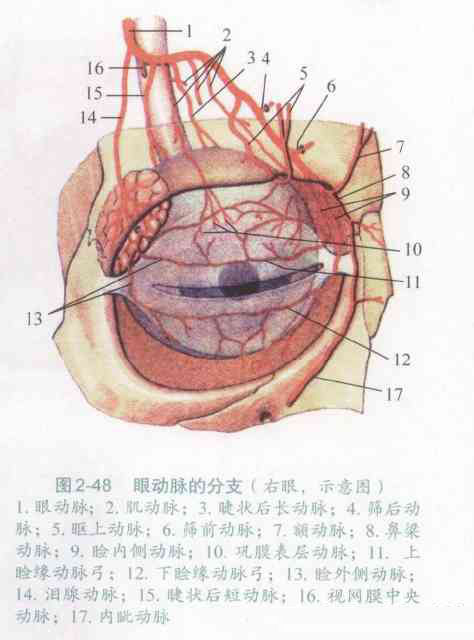 1
2
3 4
5
6
16
15
14
7
8
9
10
11
13
12
17
图2-48 眼动脉的分支（右眼，示意图）
1. 眼动脉；2. 肌动脉；3. 睫状后长动脉；4. 筛后动
脉；5. 眶上动脉；6. 筛前动脉；7. 额动脉；8. 鼻梁
动脉；9. 睑内侧动脉；10. 巩膜表层动脉；11. 上
睑缘动脉弓；12. 下睑缘动脉弓；13. 睑外侧动脉；
14. 泪腺动脉；15. 睫状后短动脉；16. 视网膜中央
动脉；17. 内眦动脉